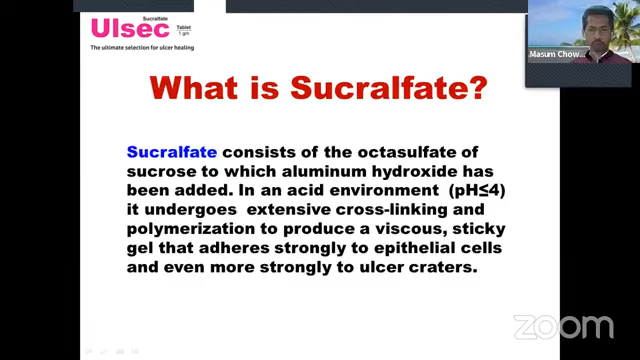 Sucralfate
Ulsec Tablet
1 gm
The ultimate selection for ulcer healing
Masum Chow...
What is Sucralfate?
Sucralfate consists of the octasulfate of
sucrose to which aluminum hydroxide has
been added. In an acid environment (pH≤4)
it undergoes extensive cross-linking and
polymerization to produce a viscous, sticky
gel that adheres strongly to epithelial cells
and even more strongly to ulcer craters.
zoom